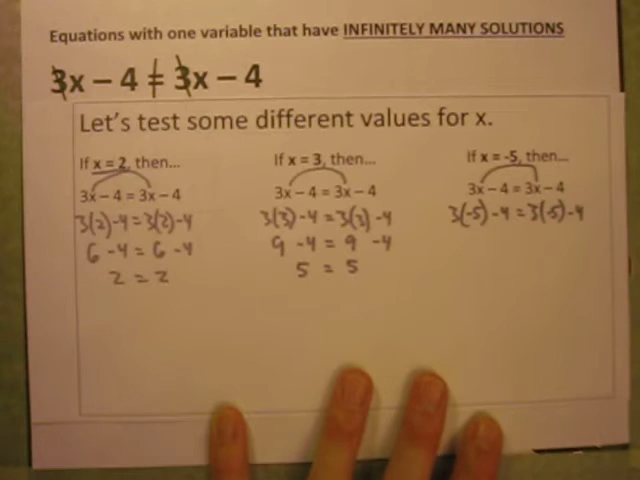 Equations with one variable that have INFINITELY MANY SOLUTIONS
3x – 4 = 3x – 4
Let's test some different values for x.
If x = 2, then...
3x – 4 = 3x – 4
3(2)-4=3(2)-4
6 -4 = 6 -4
2 = 2
If x = 3, then...
3x – 4 = 3x – 4
3(3)-4=3(3)-4
9 -4 = 9 -4
5 = 5
If x = -5, then...
3x – 4 = 3x – 4
3(-5)-4=3(-5)-4